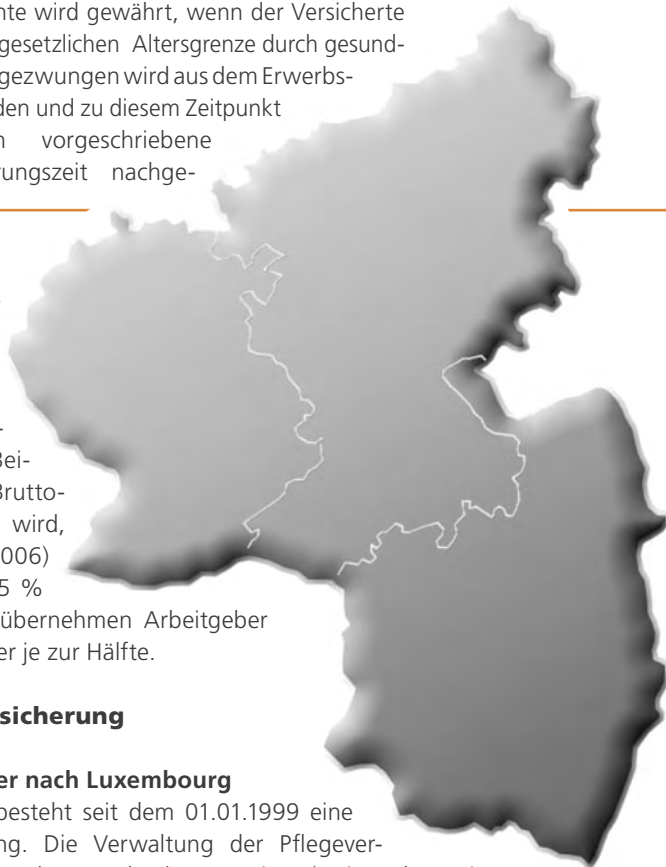 nte wird gewährt, wenn der Versicherte
gesetzlichen Altersgrenze durch gesund-
gezwungen wird aus dem Erwerbs-
den und zu diesem Zeitpunkt
vorgeschriebene
rungszeit nachge-
Bei-
Brutto-
wird,
006)
5 %
übernehmen Arbeitgeber
er je zur Hälfte.
sicherung
er nach Luxembourg
besteht seit dem 01.01.1999 eine
ng. Die Verwaltung der Pflegever-